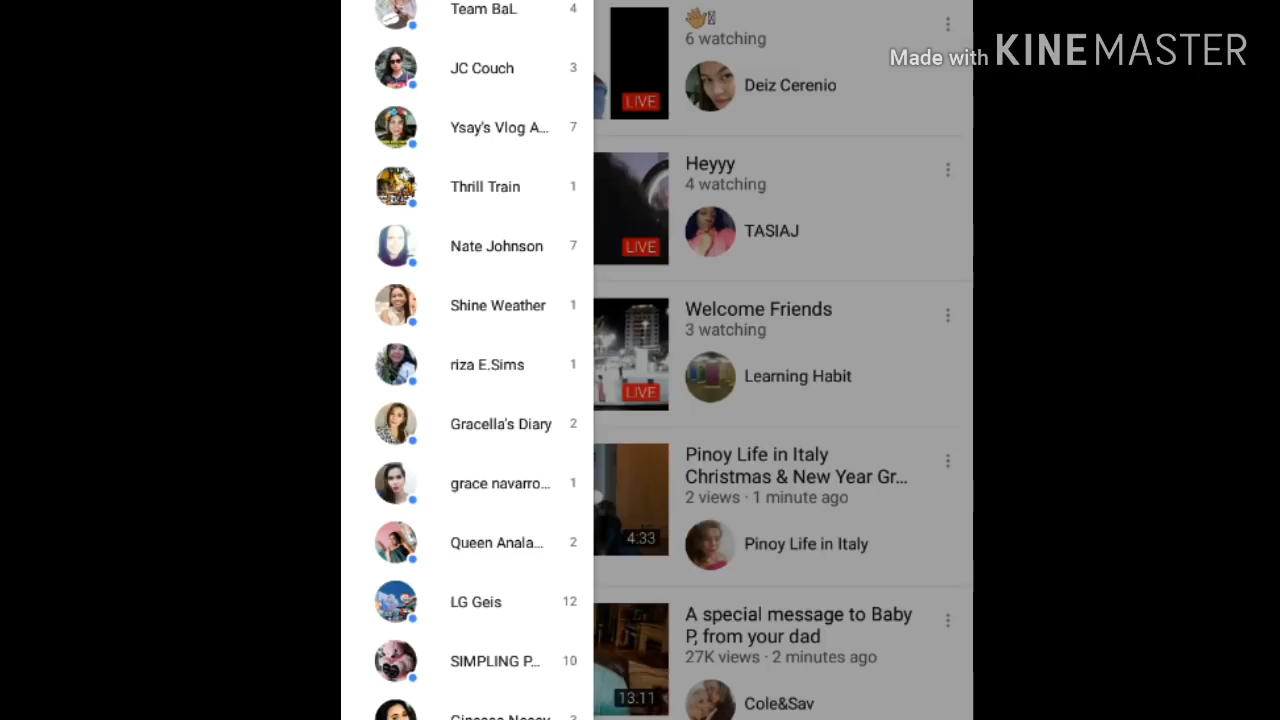 Team BaL 4
JC Couch 3
Ysay's Vlog A... 7
Thrill Train 1
Nate Johnson 7
Shine Weather 1
riza E.Sims 1
Gracella's Diary 2
grace navarro... 1
Queen Anala... 2
LG Geis 12
SIMPLING P... 10
6 watching
LIVE
Deiz Cerenio
Heyyy
4 watching
LIVE
TASIAJ
Welcome Friends
3 watching
LIVE
Learning Habit
Pinoy Life in Italy
Christmas & New Year Gr...
2 views · 1 minute ago
4:33
Pinoy Life in Italy
A special message to Baby
P, from your dad
27K views · 2 minutes ago
13:11
Cole&Sav
Made with KINEMASTER